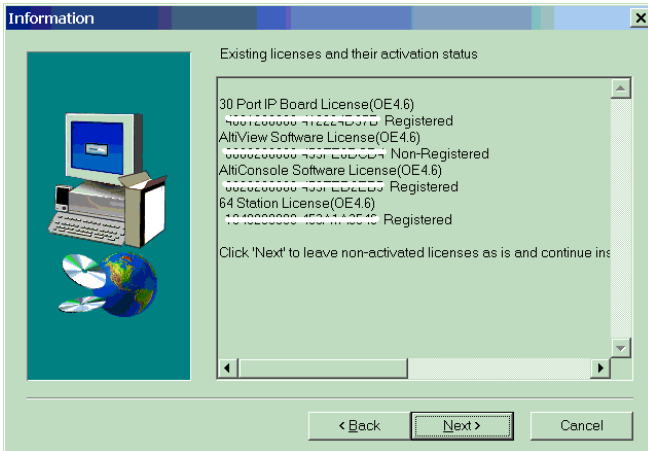 Information
Existing licenses and their activation status
30 Port IP Board License(OE4.6)
Registered
AltiView Software License(OE4.6)
Non-Registered
AltiConsole Software License(OE4.6)
Registered
64 Station License(OE4.6)
Registered
Click 'Next' to leave non-activated licenses as is and continue ins
< Back
Next >
Cancel